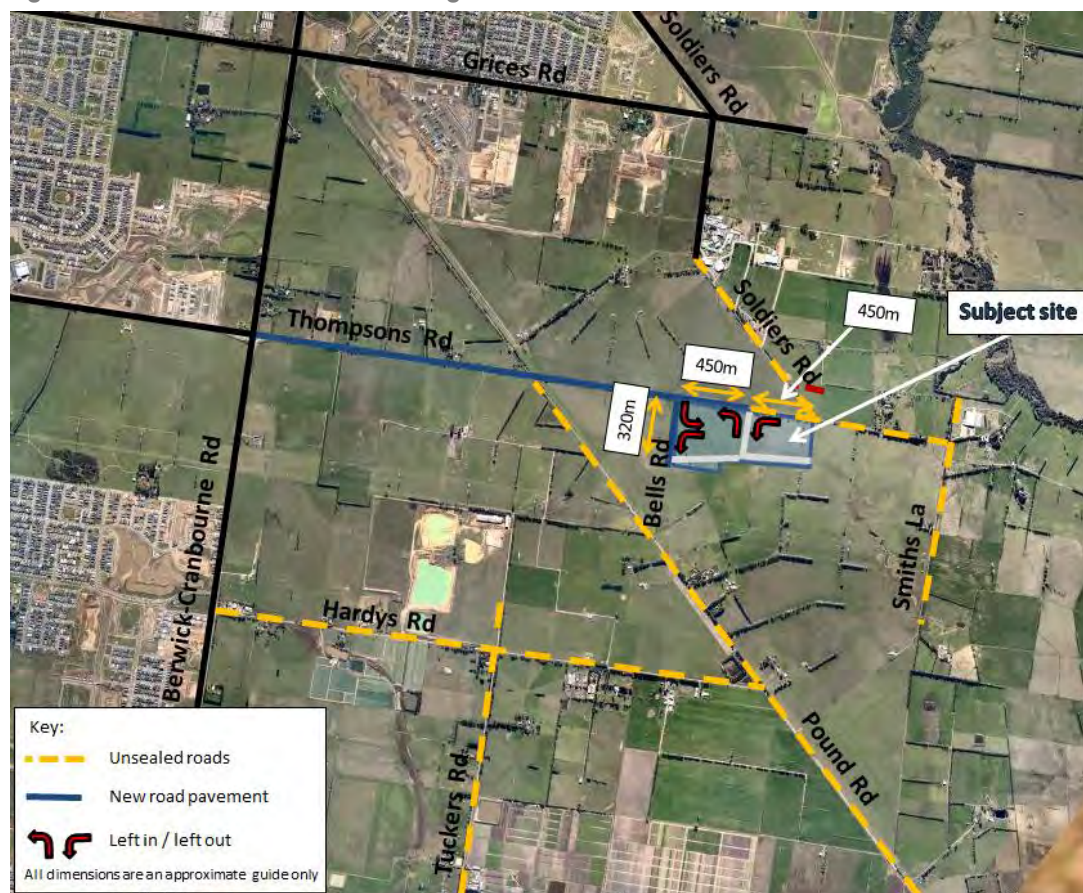 Grices Rd
Soldiers Rd
Soldiers Rd
450m
Subject site
Thompsons Rd
450m
320m
Bells Rd
Berwick-Cranbourne Rd
Smiths La
Hardys Rd
Pound Rd
Tuckers Rd
Key:
Unsealed roads
New road pavement
Left in / left out
All dimensions are an approximate guide only